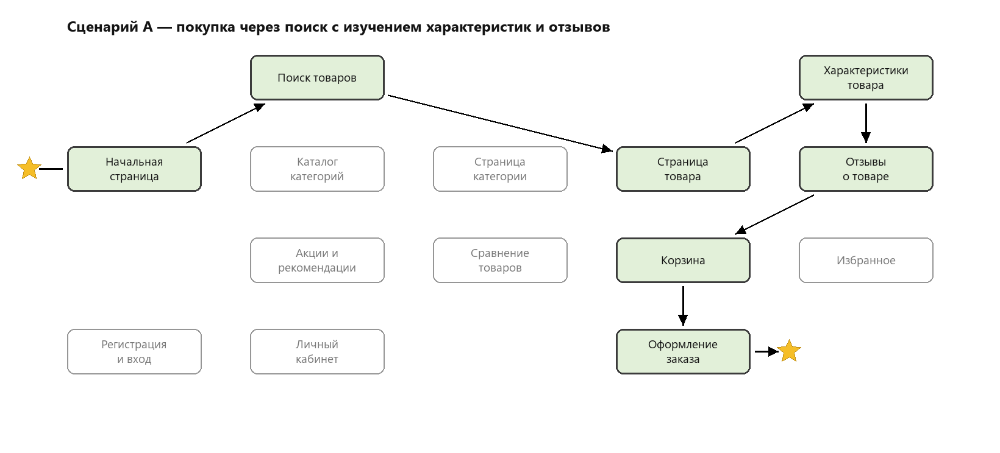 Сценарий А — покупка через поиск с изучением характеристик и отзывов
Поиск товаров
Характеристики
товара
Начальная
страница
Каталог
категорий
Страница
категории
Страница
товара
Отзывы
о товаре
Акции и
рекомендации
Сравнение
товаров
Корзина
Избранное
Регистрация
и вход
Личный
кабинет
Оформление
заказа